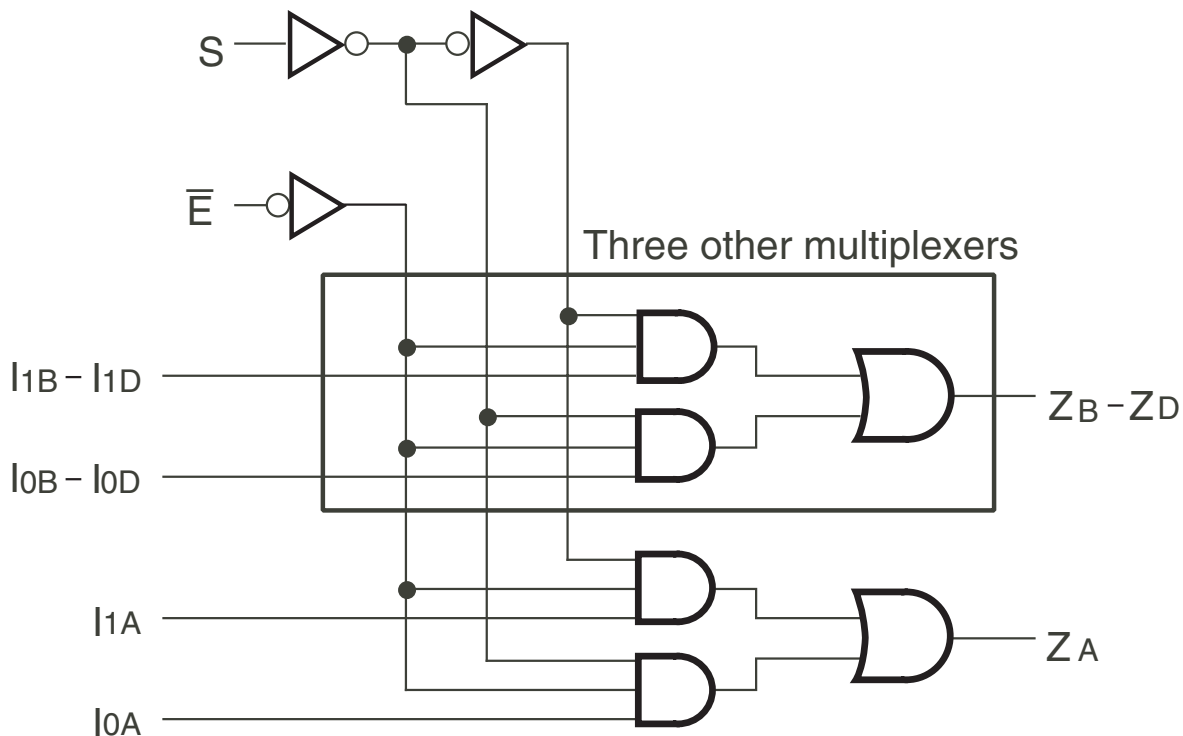 S
E̅
Three other multiplexers
I1B – I1D
ZB – ZD
I0B – I0D
I1A
ZA
I0A